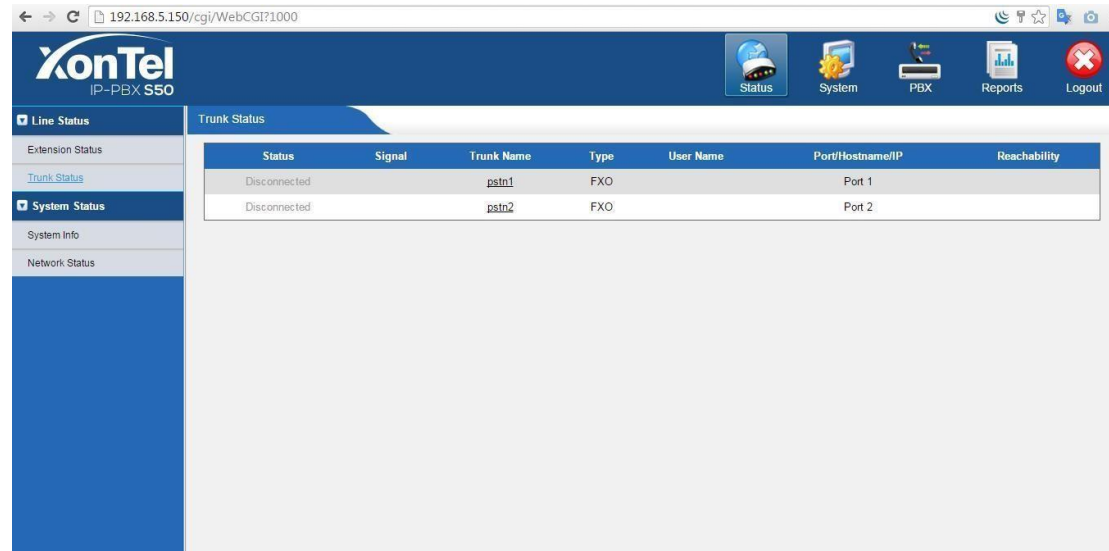 192.168.5.150/cgi/WebCGI?1000
XonTel
IP-PBX S50
Status System PBX Reports Logout
Line Status
Extension Status
Trunk Status
System Status
System Info
Network Status
Trunk Status
Status Signal Trunk Name Type User Name Port/Hostname/IP Reachability
Disconnected pstn1 FXO Port 1
Disconnected pstn2 FXO Port 2